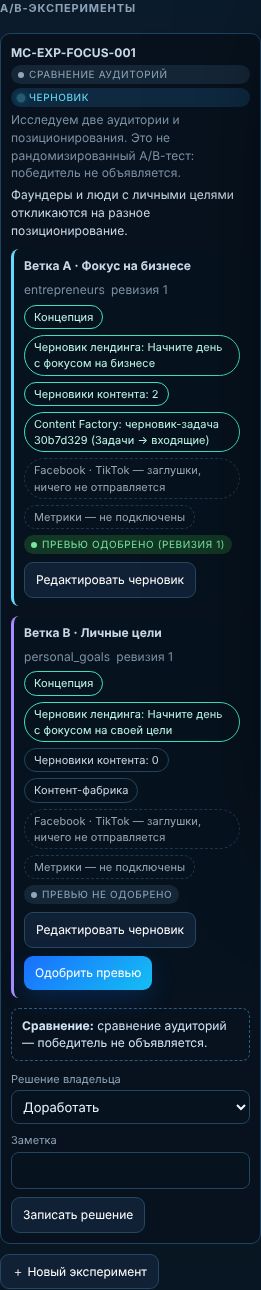 А/В-ЭКСПЕРИМЕНТЫ
MC-EXP-FOCUS-001
СРАВНЕНИЕ АУДИТОРИЙ
ЧЕРНОВИК
Исследуем две аудитории и
позиционирования. Это не
рандомизированный А/В-тест:
победитель не объявляется.
Фаундеры и люди с личными целями
откликаются на разное
позиционирование.
Ветка A · Фокус на бизнесе
entrepreneurs ревизия 1
Концепция
Черновик лендинга: Начните день
с фокусом на бизнесе
Черновики контента: 2
Content Factory: черновик-задача
30b7d329 (Задачи → входящие)
Facebook · TikTok — заглушки,
ничего не отправляется
Метрики — не подключены
ПРЕВЬЮ ОДОБРЕНО (РЕВИЗИЯ 1)
Редактировать черновик
Ветка B · Личные цели
personal_goals ревизия 1
Концепция
Черновик лендинга: Начните день
с фокусом на своей цели
Черновики контента: 0
Контент-фабрика
Facebook · TikTok — заглушки,
ничего не отправляется
Метрики — не подключены
ПРЕВЬЮ НЕ ОДОБРЕНО
Редактировать черновик
Одобрить превью
Сравнение: сравнение аудиторий
— победитель не объявляется.
Решение владельца
Доработать
Заметка
Записать решение
+ Новый эксперимент